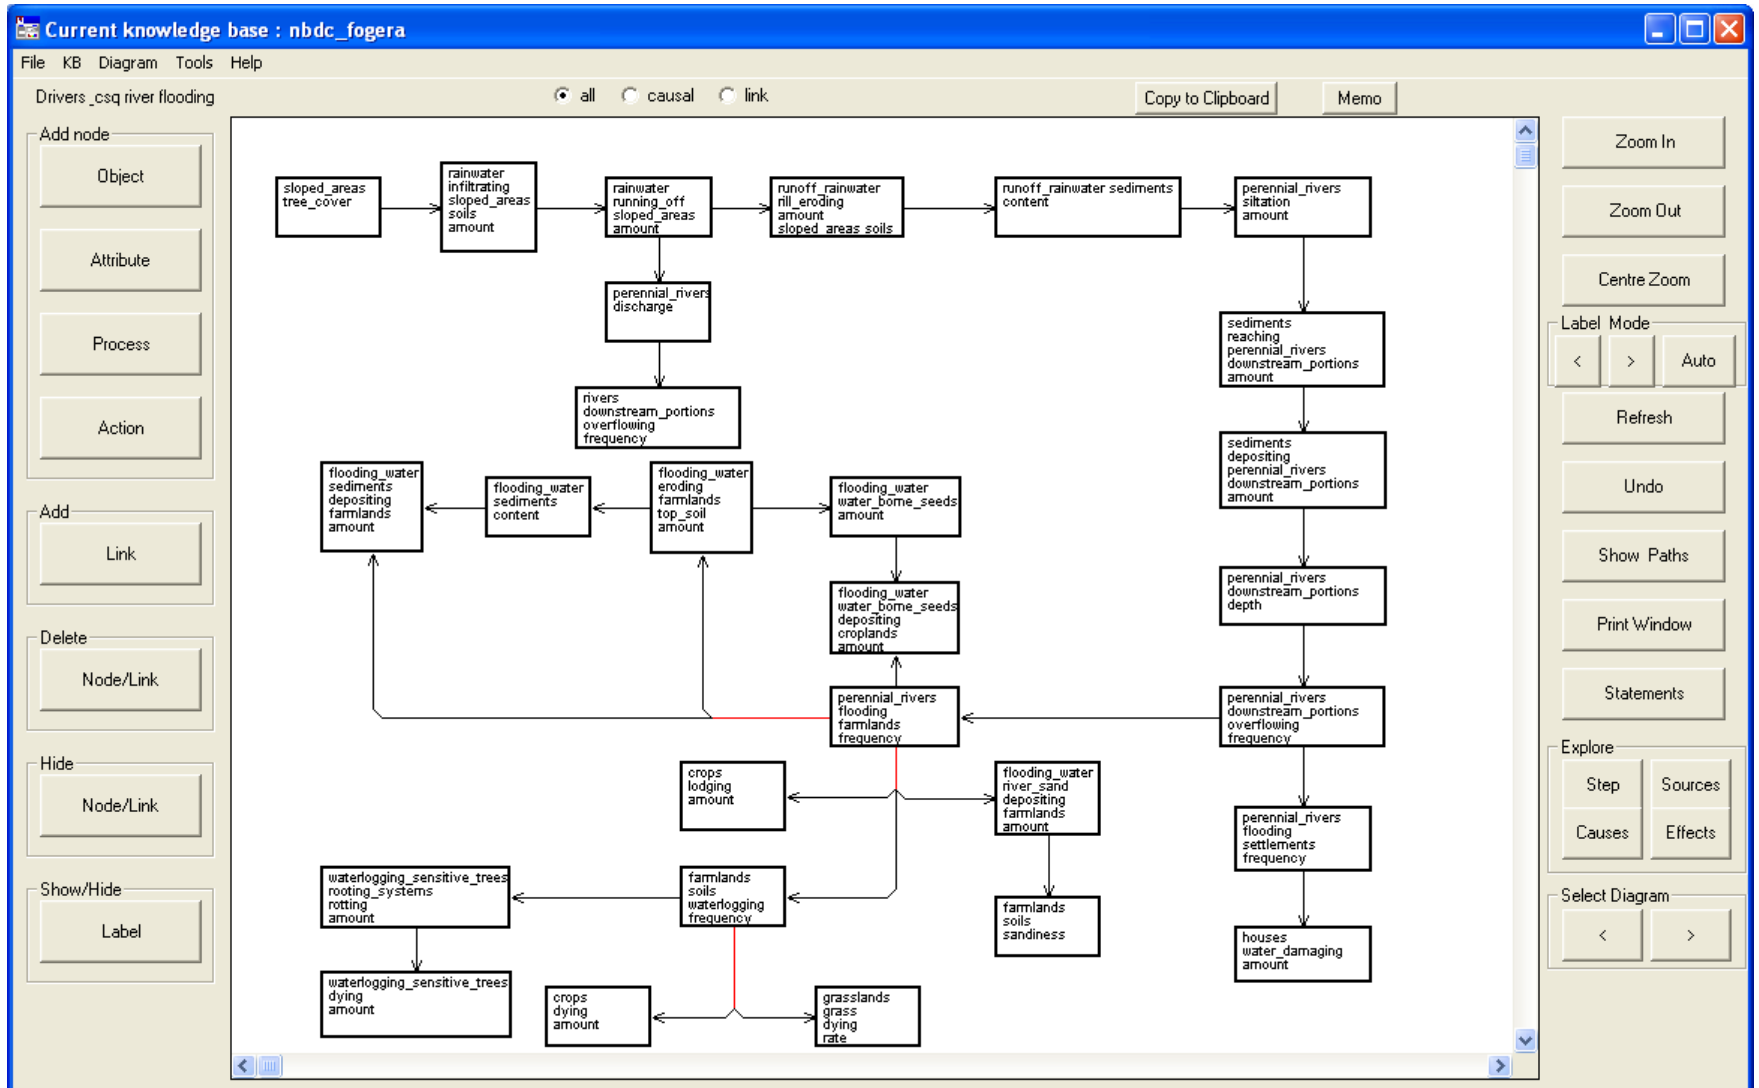 Current knowledge base : nbdc_fogera
File KB Diagram Tools Help
Drivers_csq river flooding
all causal link
Copy to Clipboard
Memo
Add node
Object
Attribute
Process
Action
Add
Link
Delete
Node/Link
Hide
Node/Link
Show/Hide
Label
sloped_areas
tree_cover
rainwater
infiltrating
sloped_areas
soils
amount
rainwater
running_off
sloped_areas
amount
runoff_rainwater
rill_eroding
amount
sloped_areas soils
runoff_rainwater sediments
content
perennial_rivers
siltation
amount
perennial_rivers
discharge
rivers
downstream_portions
overflowing
frequency
sediments
reaching
perennial_rivers
downstream_portions
amount
sediments
depositing
perennial_rivers
downstream_portions
amount
flooding_water
sediments
depositing
farmlands
amount
flooding_water
sediments
content
flooding_water
eroding
farmlands
top_soil
amount
flooding_water
water_borne_seeds
amount
flooding_water
water_borne_seeds
depositing
croplands
amount
perennial_rivers
downstream_portions
depth
perennial_rivers
flooding
farmlands
frequency
perennial_rivers
downstream_portions
overflowing
frequency
crops
lodging
amount
flooding_water
river_sand
depositing
farmlands
amount
perennial_rivers
flooding
settlements
frequency
waterlogging_sensitive_trees
rooting_systems
rotting
amount
farmlands
soils
waterlogging
frequency
farmlands
soils
sandiness
houses
water_damaging
amount
waterlogging_sensitive_trees
dying
amount
crops
dying
amount
grasslands
grass
dying
rate
Zoom In
Zoom Out
Centre Zoom
Label Mode
< > Auto
Refresh
Undo
Show Paths
Print Window
Statements
Explore
Step Sources
Causes Effects
Select Diagram
< >